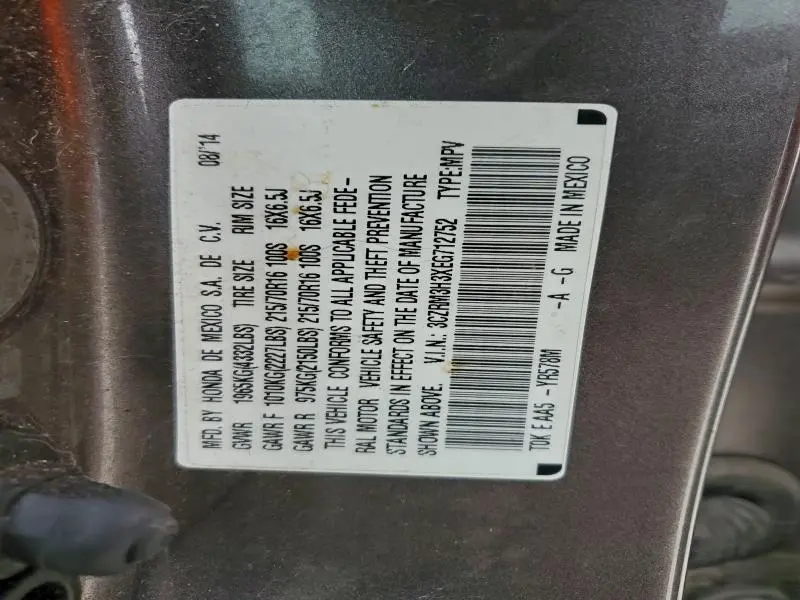 MFD. BY HONDA DE MEXICO S.A. DE C.V. 08/'14
GVWR 1965KG(4332LBS) TIRE SIZE RIM SIZE
GAWR F 1010KG(2227LBS) 215/70R16 100S 16X6.5J
GAWR R 975KG(2150LBS) 215/70R16 100S 16X6.5J
THIS VEHICLE CONFORMS TO ALL APPLICABLE FEDE-
RAL MOTOR VEHICLE SAFETY AND THEFT PREVENTION
STANDARDS IN EFFECT ON THE DATE OF MANUFACTURE
SHOWN ABOVE. V.I.N.: 3CZRM3H3XEG712752 TYPE:MPV
T0K E AA5 -YR578M -A -G MADE IN MEXICO